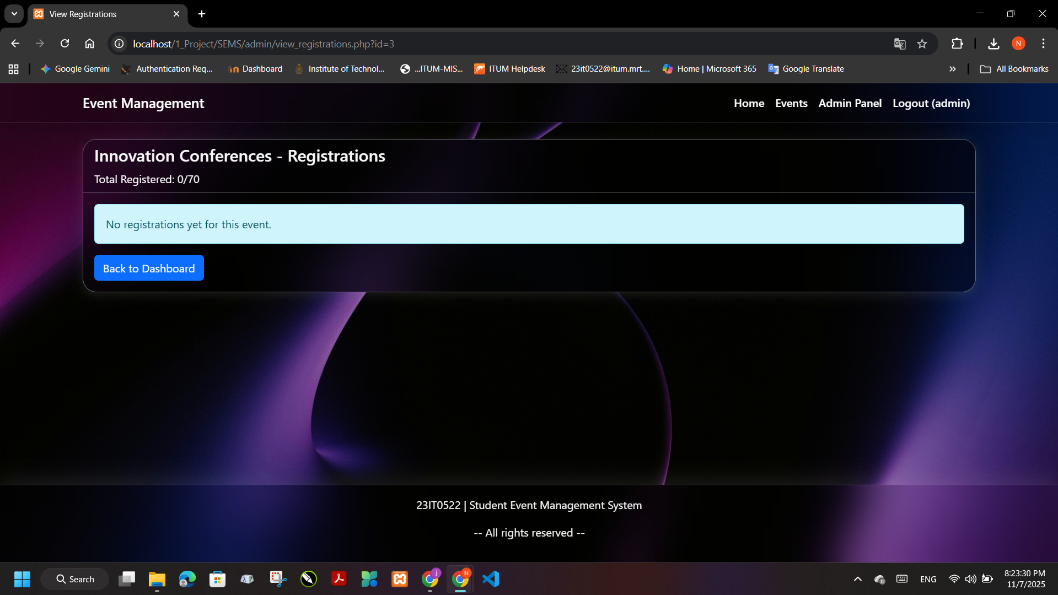 View Registrations
localhost/1_Project/SEMS/admin/view_registrations.php?id=3
N
Google Gemini
Authentication Req...
Dashboard
Institute of Technol...
...ITUM-MIS...
ITUM Helpdesk
23it0522@itum.mrt....
Home | Microsoft 365
Google Translate
All Bookmarks
Event Management
Home
Events
Admin Panel
Logout (admin)
Innovation Conferences - Registrations
Total Registered: 0/70
No registrations yet for this event.
Back to Dashboard
23IT0522 | Student Event Management System
-- All rights reserved --
Search
ENG
8:23:30 PM
11/7/2025